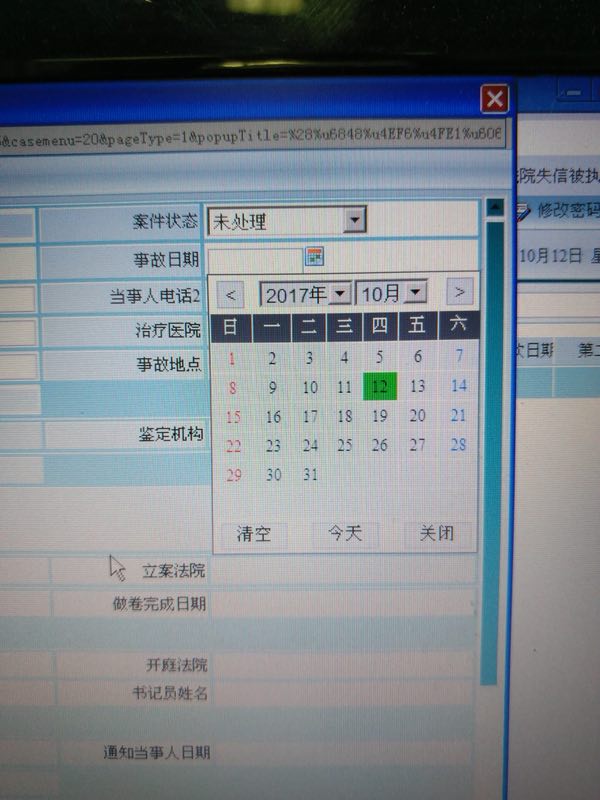 &casemenu=20&pageType=1&popupTitle=%28%u6848%u4EF6%u4FE1%u606
院失信被执
案件状态 未处理
修改密码
事故日期
10月12日 星
当事人电话2
< 2017年 10月 >
治疗医院
日 一 二 三 四 五 六
次日期 第二
事故地点
1 2 3 4 5 6 7
8 9 10 11 12 13 14
15 16 17 18 19 20 21
鉴定机构
22 23 24 25 26 27 28
29 30 31
清空 今天 关闭
立案法院
做卷完成日期
开庭法院
书记员姓名
通知当事人日期